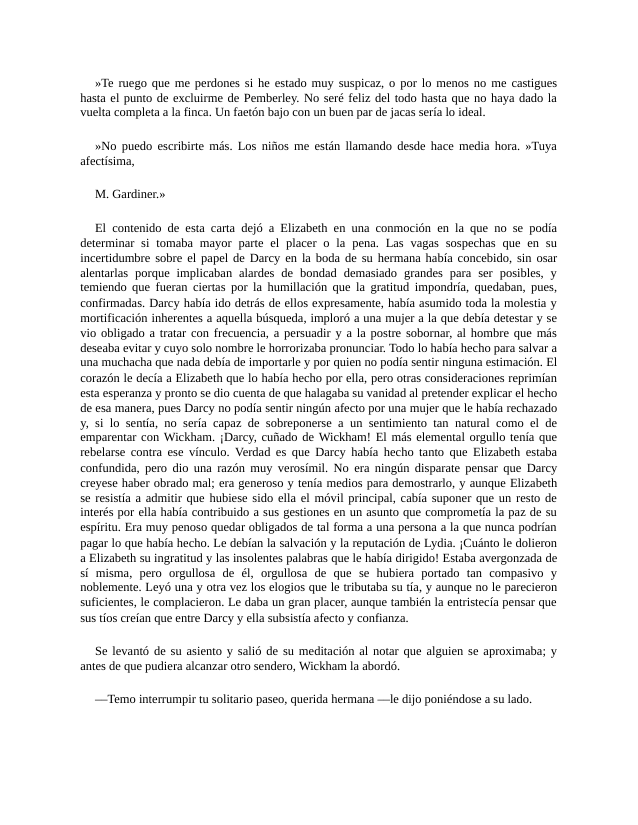 »Te ruego que me perdones si he estado muy suspicaz, o por lo menos no me castigues
hasta el punto de excluirme de Pemberley. No seré feliz del todo hasta que no haya dado la
vuelta completa a la finca. Un faetón bajo con un buen par de jacas sería lo ideal.
»No puedo escribirte más. Los niños me están llamando desde hace media hora. »Tuya
afectísima,
M. Gardiner.»
El contenido de esta carta dejó a Elizabeth en una conmoción en la que no se podía
determinar si tomaba mayor parte el placer o la pena. Las vagas sospechas que en su
incertidumbre sobre el papel de Darcy en la boda de su hermana había concebido, sin osar
alentarlas porque implicaban alardes de bondad demasiado grandes para ser posibles, y
temiendo que fueran ciertas por la humillación que la gratitud impondría, quedaban, pues,
confirmadas. Darcy había ido detrás de ellos expresamente, había asumido toda la molestia y
mortificación inherentes a aquella búsqueda, imploró a una mujer a la que debía detestar y se
vio obligado a tratar con frecuencia, a persuadir y a la postre sobornar, al hombre que más
deseaba evitar y cuyo solo nombre le horrorizaba pronunciar. Todo lo había hecho para salvar a
una muchacha que nada debía de importarle y por quien no podía sentir ninguna estimación. El
corazón le decía a Elizabeth que lo había hecho por ella, pero otras consideraciones reprimían
esta esperanza y pronto se dio cuenta de que halagaba su vanidad al pretender explicar el hecho
de esa manera, pues Darcy no podía sentir ningún afecto por una mujer que le había rechazado
y, si lo sentía, no sería capaz de sobreponerse a un sentimiento tan natural como el de
emparentar con Wickham. ¡Darcy, cuñado de Wickham! El más elemental orgullo tenía que
rebelarse contra ese vínculo. Verdad es que Darcy había hecho tanto que Elizabeth estaba
confundida, pero dio una razón muy verosímil. No era ningún disparate pensar que Darcy
creyese haber obrado mal; era generoso y tenía medios para demostrarlo, y aunque Elizabeth
se resistía a admitir que hubiese sido ella el móvil principal, cabía suponer que un resto de
interés por ella había contribuido a sus gestiones en un asunto que comprometía la paz de su
espíritu. Era muy penoso quedar obligados de tal forma a una persona a la que nunca podrían
pagar lo que había hecho. Le debían la salvación y la reputación de Lydia. ¡Cuánto le dolieron
a Elizabeth su ingratitud y las insolentes palabras que le había dirigido! Estaba avergonzada de
sí misma, pero orgullosa de él, orgullosa de que se hubiera portado tan compasivo y
noblemente. Leyó una y otra vez los elogios que le tributaba su tía, y aunque no le parecieron
suficientes, le complacieron. Le daba un gran placer, aunque también la entristecía pensar que
sus tíos creían que entre Darcy y ella subsistía afecto y confianza.
Se levantó de su asiento y salió de su meditación al notar que alguien se aproximaba; y
antes de que pudiera alcanzar otro sendero, Wickham la abordó.
—Temo interrumpir tu solitario paseo, querida hermana —le dijo poniéndose a su lado.